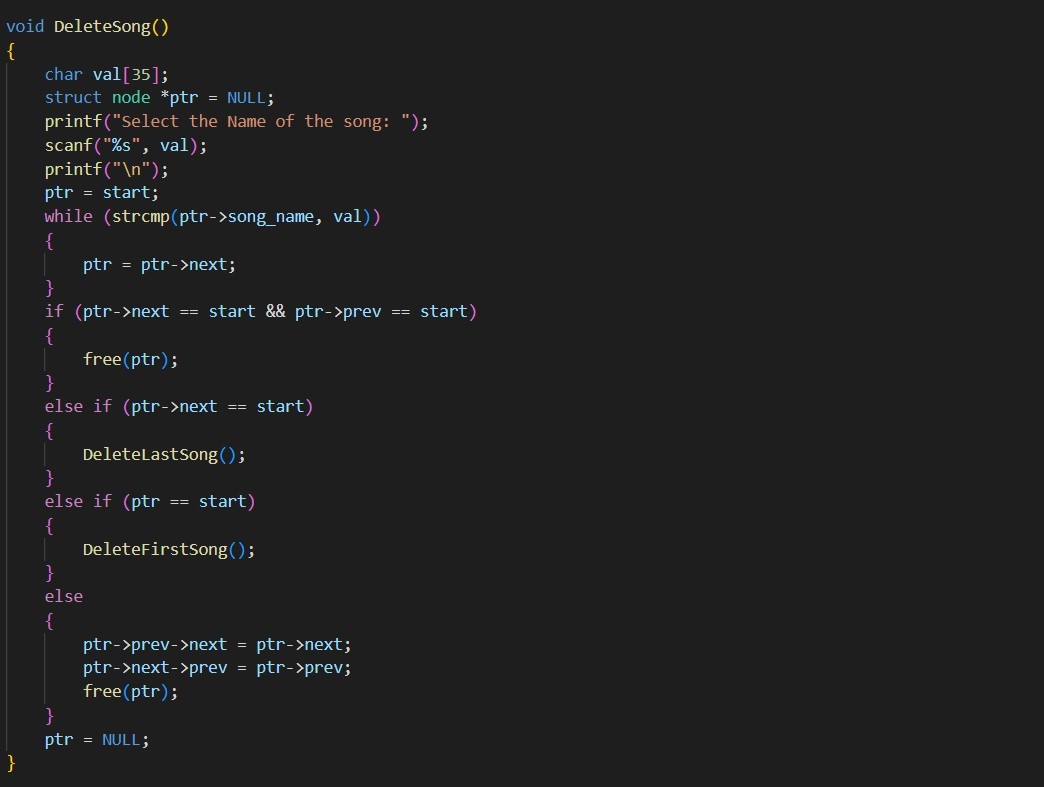 void DeleteSong()
{
    char val[35];
    struct node *ptr = NULL;
    printf("Select the Name of the song: ");
    scanf("%s", val);
    printf("\n");
    ptr = start;
    while (strcmp(ptr->song_name, val))
    {
        ptr = ptr->next;
    }
    if (ptr->next == start && ptr->prev == start)
    {
        free(ptr);
    }
    else if (ptr->next == start)
    {
        DeleteLastSong();
    }
    else if (ptr == start)
    {
        DeleteFirstSong();
    }
    else
    {
        ptr->prev->next = ptr->next;
        ptr->next->prev = ptr->prev;
        free(ptr);
    }
    ptr = NULL;
}